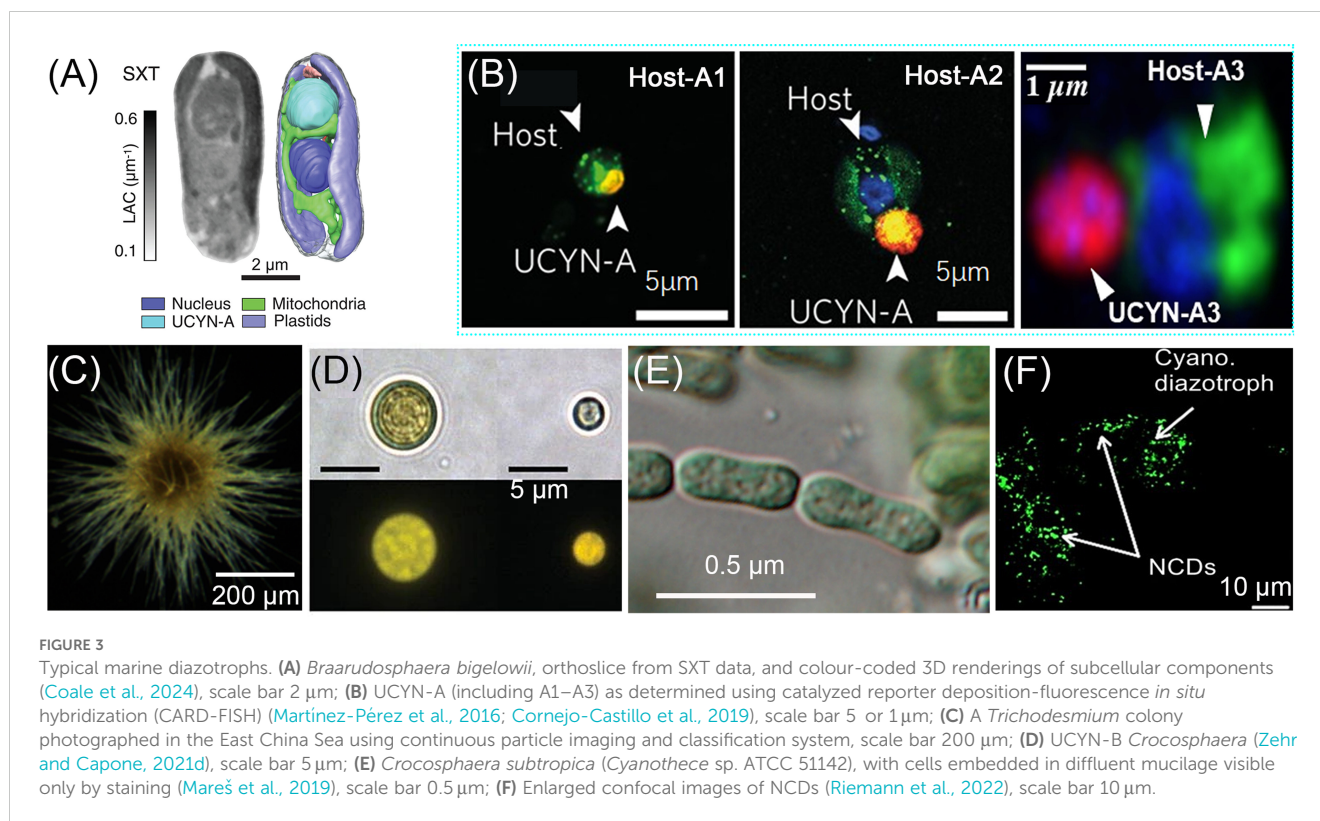 (A)
SXT
0.6
LAC (µm⁻¹)
0.1
2 µm
Nucleus
Mitochondria
UCYN-A
Plastids
(B)
Host-A1
Host
UCYN-A
5µm
Host-A2
Host
UCYN-A
5µm
1 µm
Host-A3
UCYN-A3
(C)
200 µm
(D)
5 µm
(E)
0.5 µm
(F)
Cyano.
diazotroph
NCDs
10 µm
FIGURE 3
Typical marine diazotrophs. (A) Braarudosphaera bigelowii, orthoslice from SXT data, and colour-coded 3D renderings of subcellular components
(Coale et al., 2024), scale bar 2 µm; (B) UCYN-A (including A1–A3) as determined using catalyzed reporter deposition-fluorescence in situ
hybridization (CARD-FISH) (Martínez-Pérez et al., 2016; Cornejo-Castillo et al., 2019), scale bar 5 or 1µm; (C) A Trichodesmium colony
photographed in the East China Sea using continuous particle imaging and classification system, scale bar 200 µm; (D) UCYN-B Crocosphaera (Zehr
and Capone, 2021d), scale bar 5 µm; (E) Crocosphaera subtropica (Cyanothece sp. ATCC 51142), with cells embedded in diffluent mucilage visible
only by staining (Mareš et al., 2019), scale bar 0.5 µm; (F) Enlarged confocal images of NCDs (Riemann et al., 2022), scale bar 10 µm.